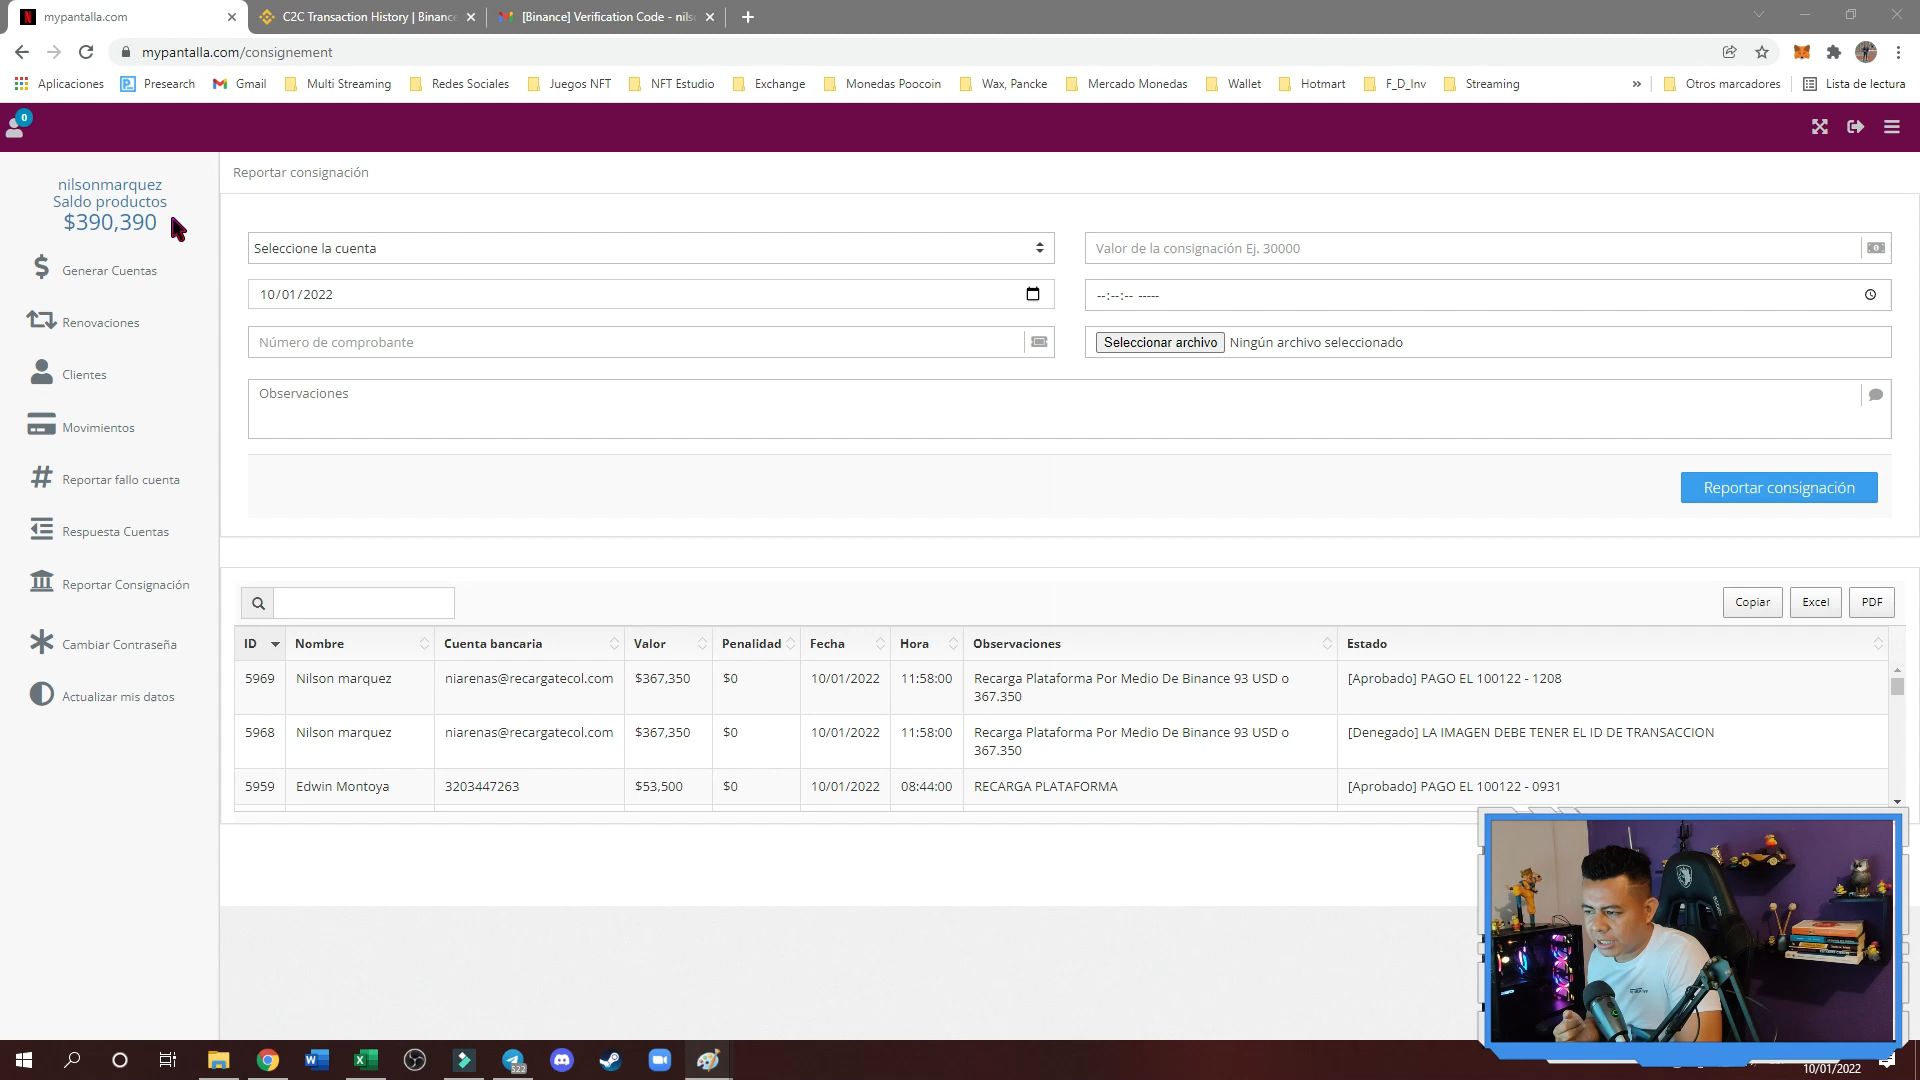 mypantalla.com
C2C Transaction History | Binance
[Binance] Verification Code - nils
mypantalla.com/consignement
Aplicaciones
Presearch
Gmail
Multi Streaming
Redes Sociales
Juegos NFT
NFT Estudio
Exchange
Monedas Poocoin
Wax, Pancke
Mercado Monedas
Wallet
Hotmart
F_D_Inv
Streaming
»
Otros marcadores
Lista de lectura
0
nilsonmarquez
Saldo productos
$390,390
Generar Cuentas
Renovaciones
Clientes
Movimientos
Reportar fallo cuenta
Respuesta Cuentas
Reportar Consignación
Cambiar Contraseña
Actualizar mis datos
Reportar consignación
Seleccione la cuenta
Valor de la consignación Ej. 30000
10/01/2022
--:--:-- -----
Número de comprobante
Seleccionar archivo Ningún archivo seleccionado
Observaciones
Reportar consignación
Copiar Excel PDF
ID Nombre Cuenta bancaria Valor Penalidad Fecha Hora Observaciones Estado
5969 Nilson marquez niarenas@recargatecol.com $367,350 $0 10/01/2022 11:58:00 Recarga Plataforma Por Medio De Binance 93 USD o [Aprobado] PAGO EL 100122 - 1208
367.350
5968 Nilson marquez niarenas@recargatecol.com $367,350 $0 10/01/2022 11:58:00 Recarga Plataforma Por Medio De Binance 93 USD o [Denegado] LA IMAGEN DEBE TENER EL ID DE TRANSACCION
367.350
5959 Edwin Montoya 3203447263 $53,500 $0 10/01/2022 08:44:00 RECARGA PLATAFORMA [Aprobado] PAGO EL 100122 - 0931
522
10/01/2022